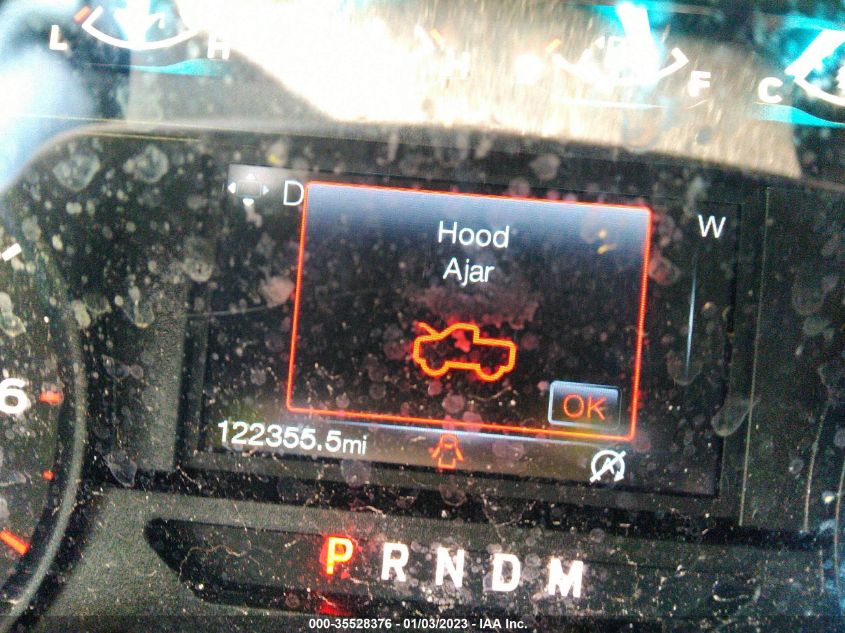 L H H F C
D
W
Hood
Ajar
OK
122355.5mi
6
P R N D M
000-35528376 - 01/03/2023 - IAA Inc.